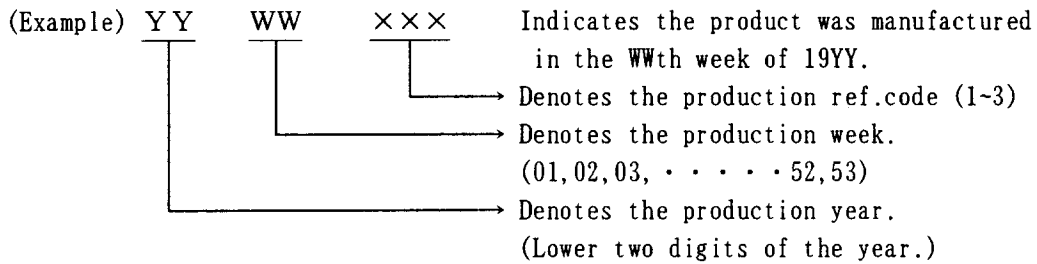 (Example) YY WW ××× Indicates the product was manufactured
in the WWth week of 19YY.
Denotes the production ref.code (1~3)
Denotes the production week.
(01,02,03, · · · · · 52,53)
Denotes the production year.
(Lower two digits of the year.)